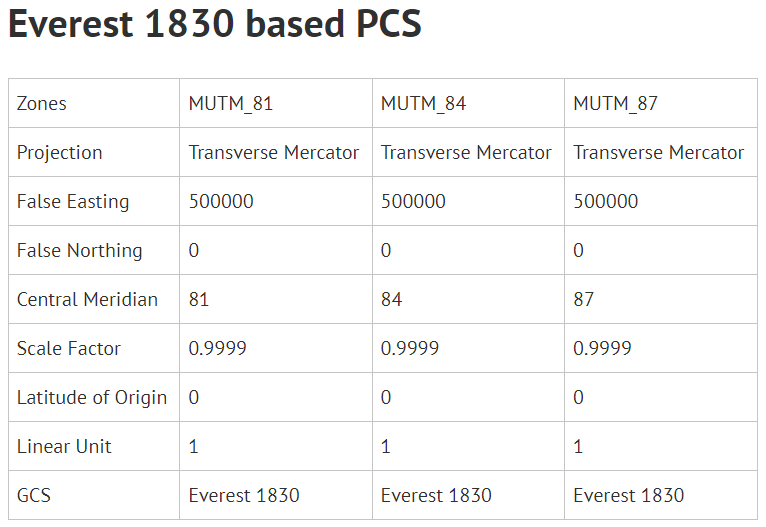 Everest 1830 based PCS
Zones MUTM_81 MUTM_84 MUTM_87
Projection Transverse Mercator Transverse Mercator Transverse Mercator
False Easting 500000 500000 500000
False Northing 0 0 0
Central Meridian 81 84 87
Scale Factor 0.9999 0.9999 0.9999
Latitude of Origin 0 0 0
Linear Unit 1 1 1
GCS Everest 1830 Everest 1830 Everest 1830